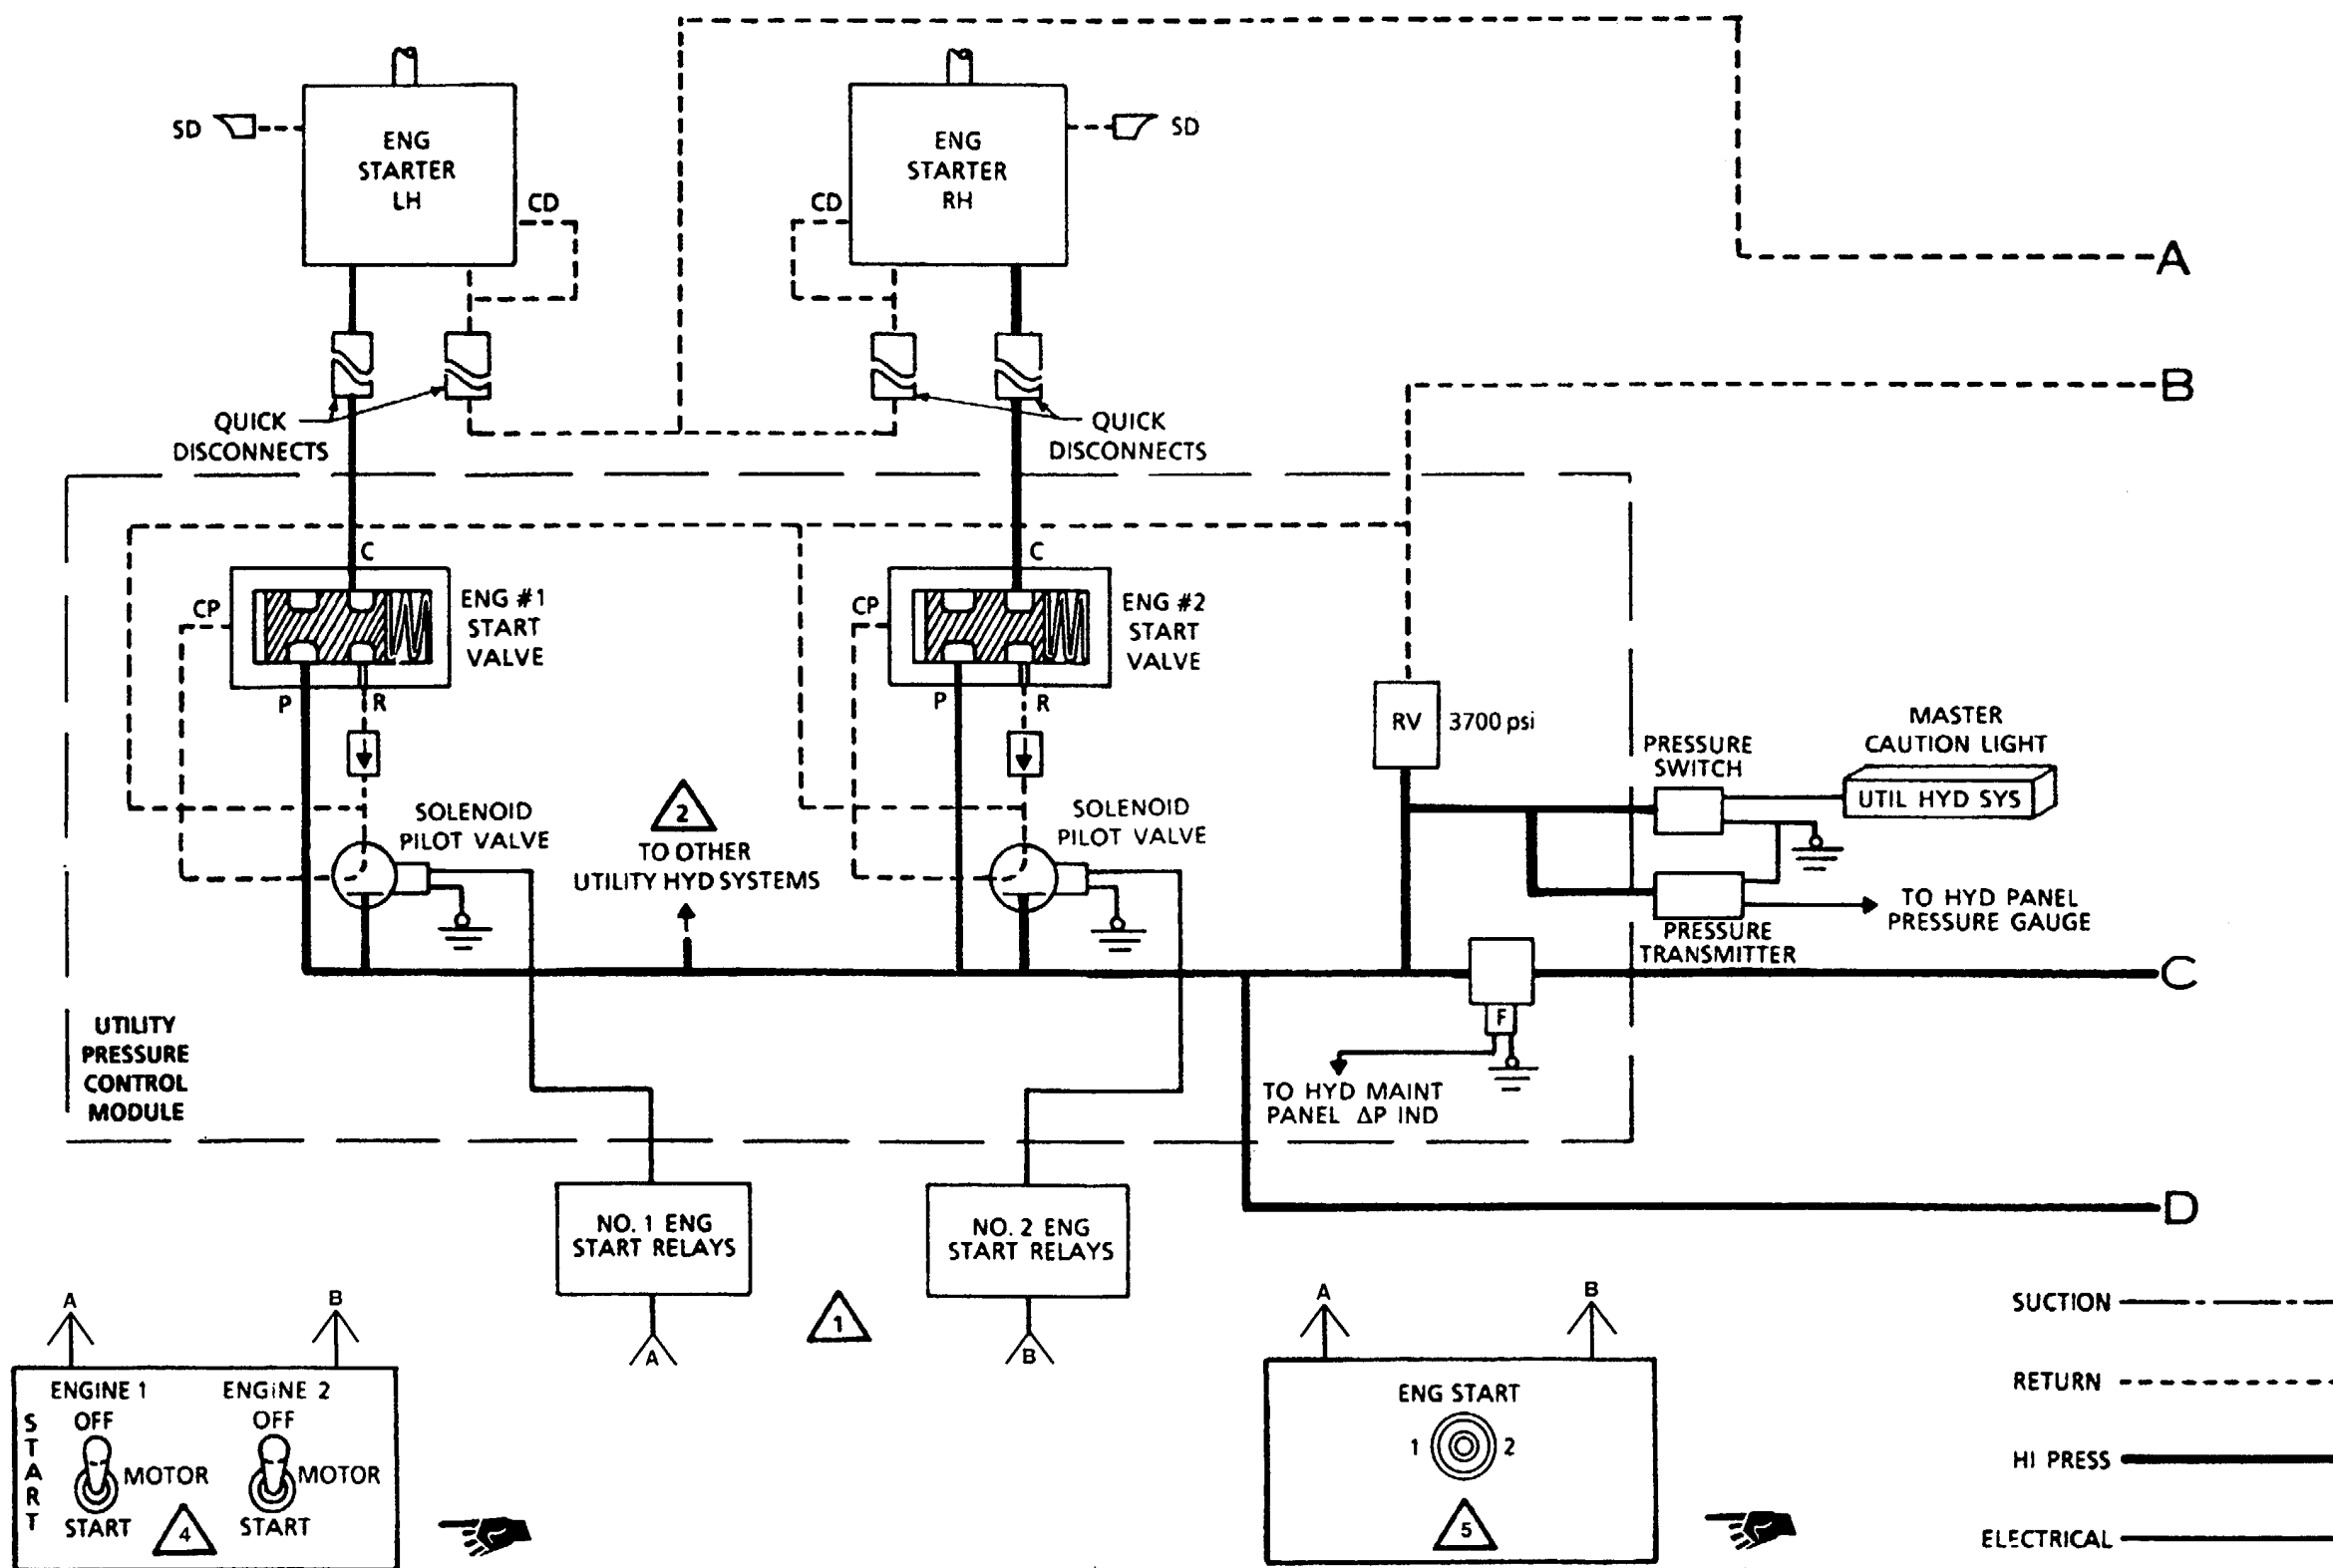 SD
ENG
STARTER
LH
CD
ENG
STARTER
RH
CD
SD
A
B
QUICK
DISCONNECTS
QUICK
DISCONNECTS
C
CP
ENG #1
START
VALVE
P
R
C
CP
ENG #2
START
VALVE
P
R
RV
3700 psi
PRESSURE
SWITCH
MASTER
CAUTION LIGHT
UTIL HYD SYS
SOLENOID
PILOT VALVE
2
TO OTHER
UTILITY HYD SYSTEMS
SOLENOID
PILOT VALVE
TO HYD PANEL
PRESSURE GAUGE
PRESSURE
TRANSMITTER
C
F
TO HYD MAINT
PANEL ΔP IND
UTILITY
PRESSURE
CONTROL
MODULE
D
NO. 1 ENG
START RELAYS
NO. 2 ENG
START RELAYS
A
1
B
A
B
START
ENGINE 1
OFF
MOTOR
START
ENGINE 2
OFF
MOTOR
START
4
A
B
ENG START
1
2
5
SUCTION
RETURN
HI PRESS
ELECTRICAL